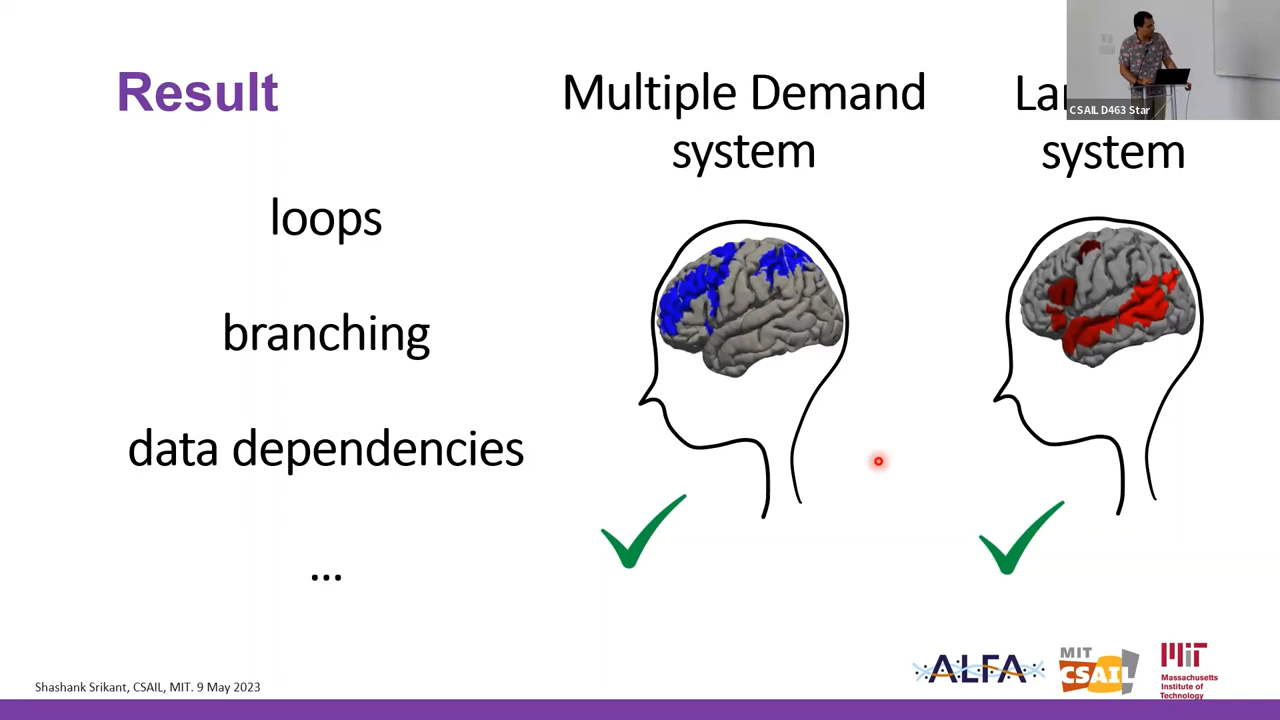 Result
Multiple Demand
system
system
loops
branching
data dependencies
...
CSAIL D463 Star
Shashank Srikant, CSAIL, MIT. 9 May 2023
ALFA
MIT
CSAIL
MIT
Massachusetts
Institute of
Technology